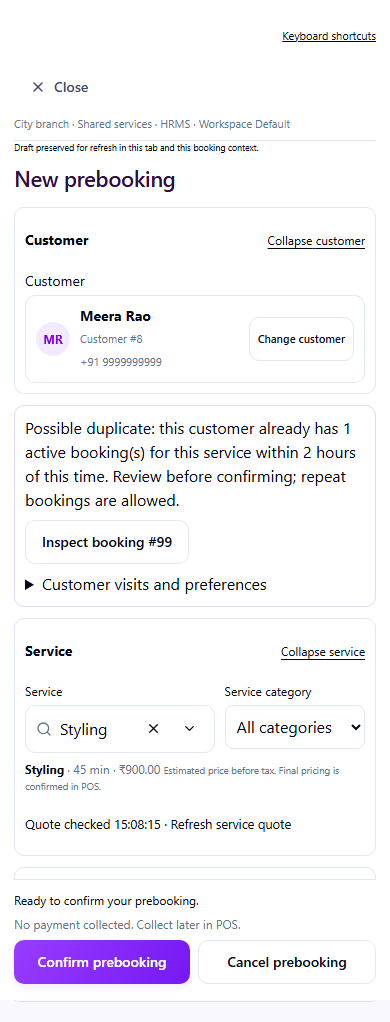 Keyboard shortcuts
Close
City branch · Shared services · HRMS · Workspace Default
Draft preserved for refresh in this tab and this booking context.
New prebooking
Customer
Collapse customer
Customer
MR
Meera Rao
Customer #8
+91 9999999999
Change customer
Possible duplicate: this customer already has 1
active booking(s) for this service within 2 hours
of this time. Review before confirming; repeat
bookings are allowed.
Inspect booking #99
Customer visits and preferences
Service
Collapse service
Service
Service category
Styling
All categories
Styling · 45 min · ₹900.00 Estimated price before tax. Final pricing is
confirmed in POS.
Quote checked 15:08:15 · Refresh service quote
Ready to confirm your prebooking.
No payment collected. Collect later in POS.
Confirm prebooking
Cancel prebooking